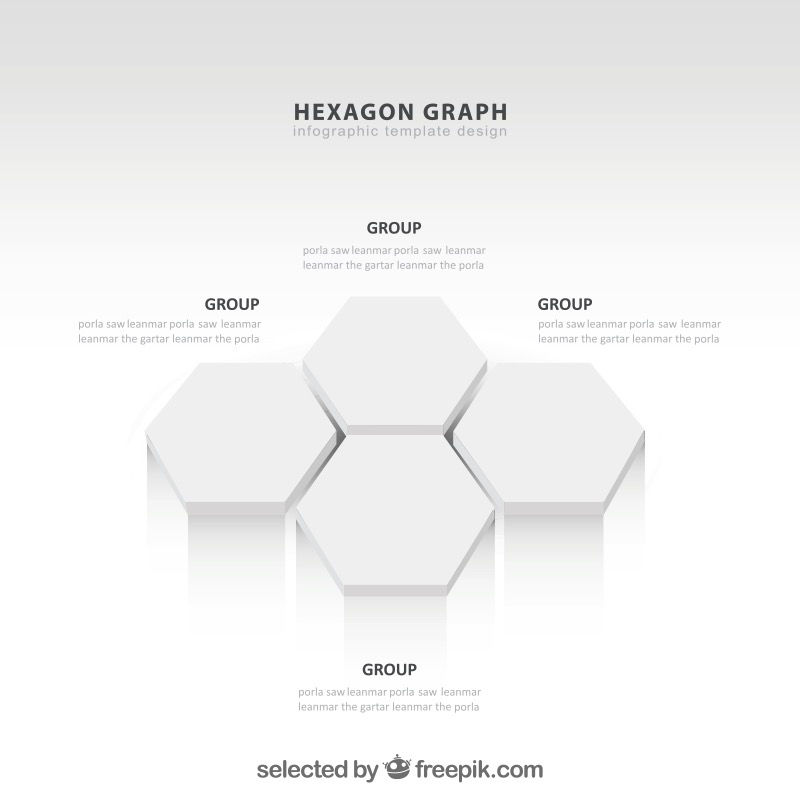 HEXAGON GRAPH
infographic template design
GROUP
porla saw leanmar porla saw leanmar
leanmar the gartar leanmar the porla
GROUP
porla saw leanmar porla saw leanmar
leanmar the gartar leanmar the porla
GROUP
porla saw leanmar porla saw leanmar
leanmar the gartar leanmar the porla
GROUP
porla saw leanmar porla saw leanmar
leanmar the gartar leanmar the porla
selected by freepik.com